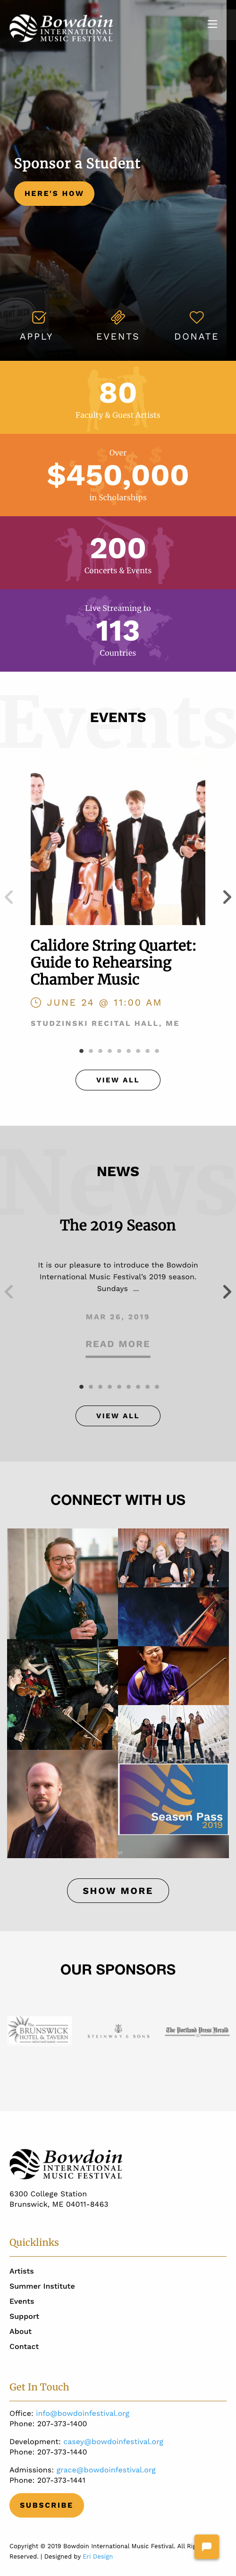 Bowdoin
INTERNATIONAL
MUSIC FESTIVAL
Sponsor a Student
HERE'S HOW
APPLY
EVENTS
DONATE
80
Faculty & Guest Artists
Over
$450,000
in Scholarships
200
Concerts & Events
Live Streaming to
113
Countries
Events
EVENTS
Calidore String Quartet:
Guide to Rehearsing
Chamber Music
JUNE 24 @ 11:00 AM
STUDZINSKI RECITAL HALL, ME
VIEW ALL
News
NEWS
The 2019 Season
It is our pleasure to introduce the Bowdoin
International Music Festival's 2019 season.
Sundays ...
MAR 26, 2019
READ MORE
VIEW ALL
CONNECT WITH US
Season Pass
2019
SHOW MORE
OUR SPONSORS
The
BRUNSWICK
HOTEL & TAVERN
STEINWAY & SONS
The Portland Press Herald
Bowdoin
INTERNATIONAL
MUSIC FESTIVAL
6300 College Station
Brunswick, ME 04011-8463
Quicklinks
Artists
Summer Institute
Events
Support
About
Contact
Get In Touch
Office: info@bowdoinfestival.org
Phone: 207-373-1400
Development: casey@bowdoinfestival.org
Phone: 207-373-1440
Admissions: grace@bowdoinfestival.org
Phone: 207-373-1441
SUBSCRIBE
Copyright © 2019 Bowdoin International Music Festival. All
Reserved. | Designed by Eri Design